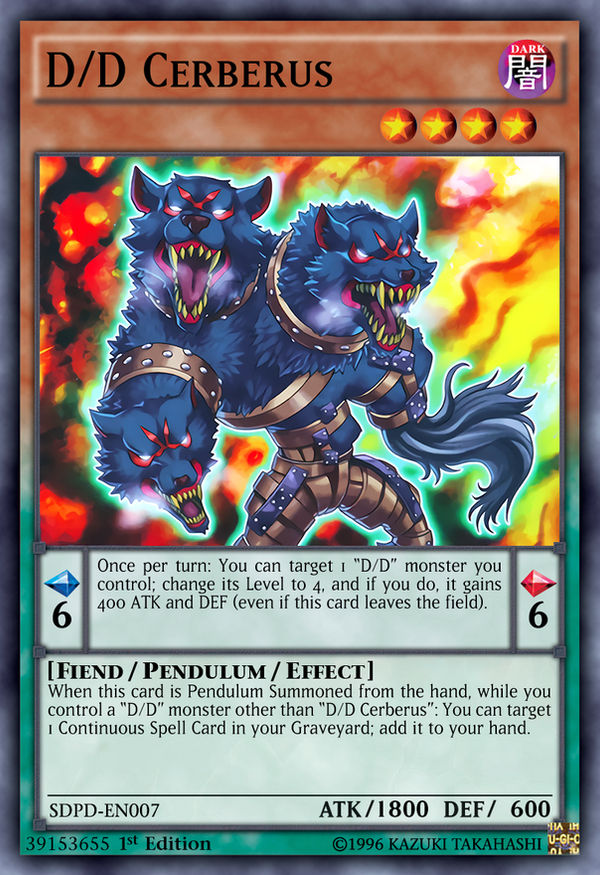 D/D CERBERUS
DARK
闇
Once per turn: You can target 1 "D/D" monster you
control; change its Level to 4, and if you do, it gains
400 ATK and DEF (even if this card leaves the field).
6
6
[FIEND / PENDULUM / EFFECT]
When this card is Pendulum Summoned from the hand, while you
control a "D/D" monster other than "D/D Cerberus": You can target
1 Continuous Spell Card in your Graveyard; add it to your hand.
SDPD-EN007
ATK/1800 DEF/ 600
39153655 1st Edition
©1996 KAZUKI TAKAHASHI